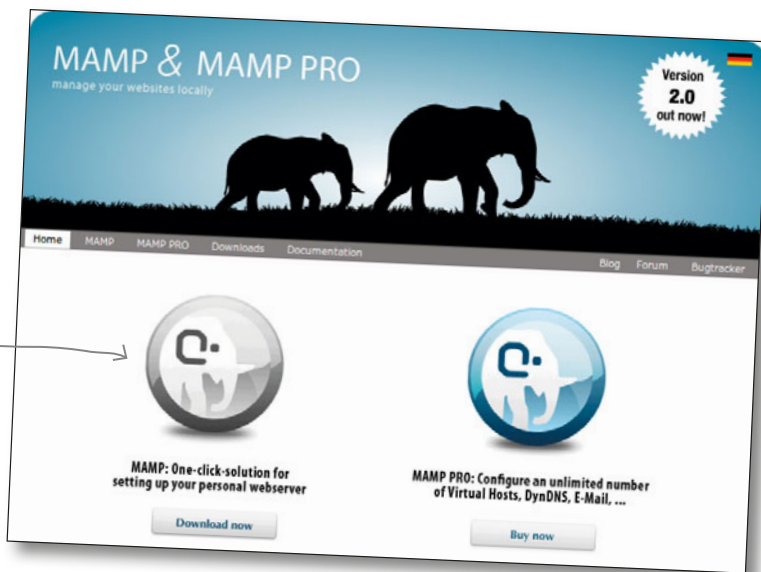 MAMP & MAMP PRO
manage your websites locally
Version
2.0
out now!
Home MAMP MAMP PRO Downloads Documentation Blog Forum Bugtracker
MAMP: One-click-solution for
setting up your personal webserver
Download now
MAMP PRO: Configure an unlimited number
of Virtual Hosts, DynDNS, E-Mail, ...
Buy now